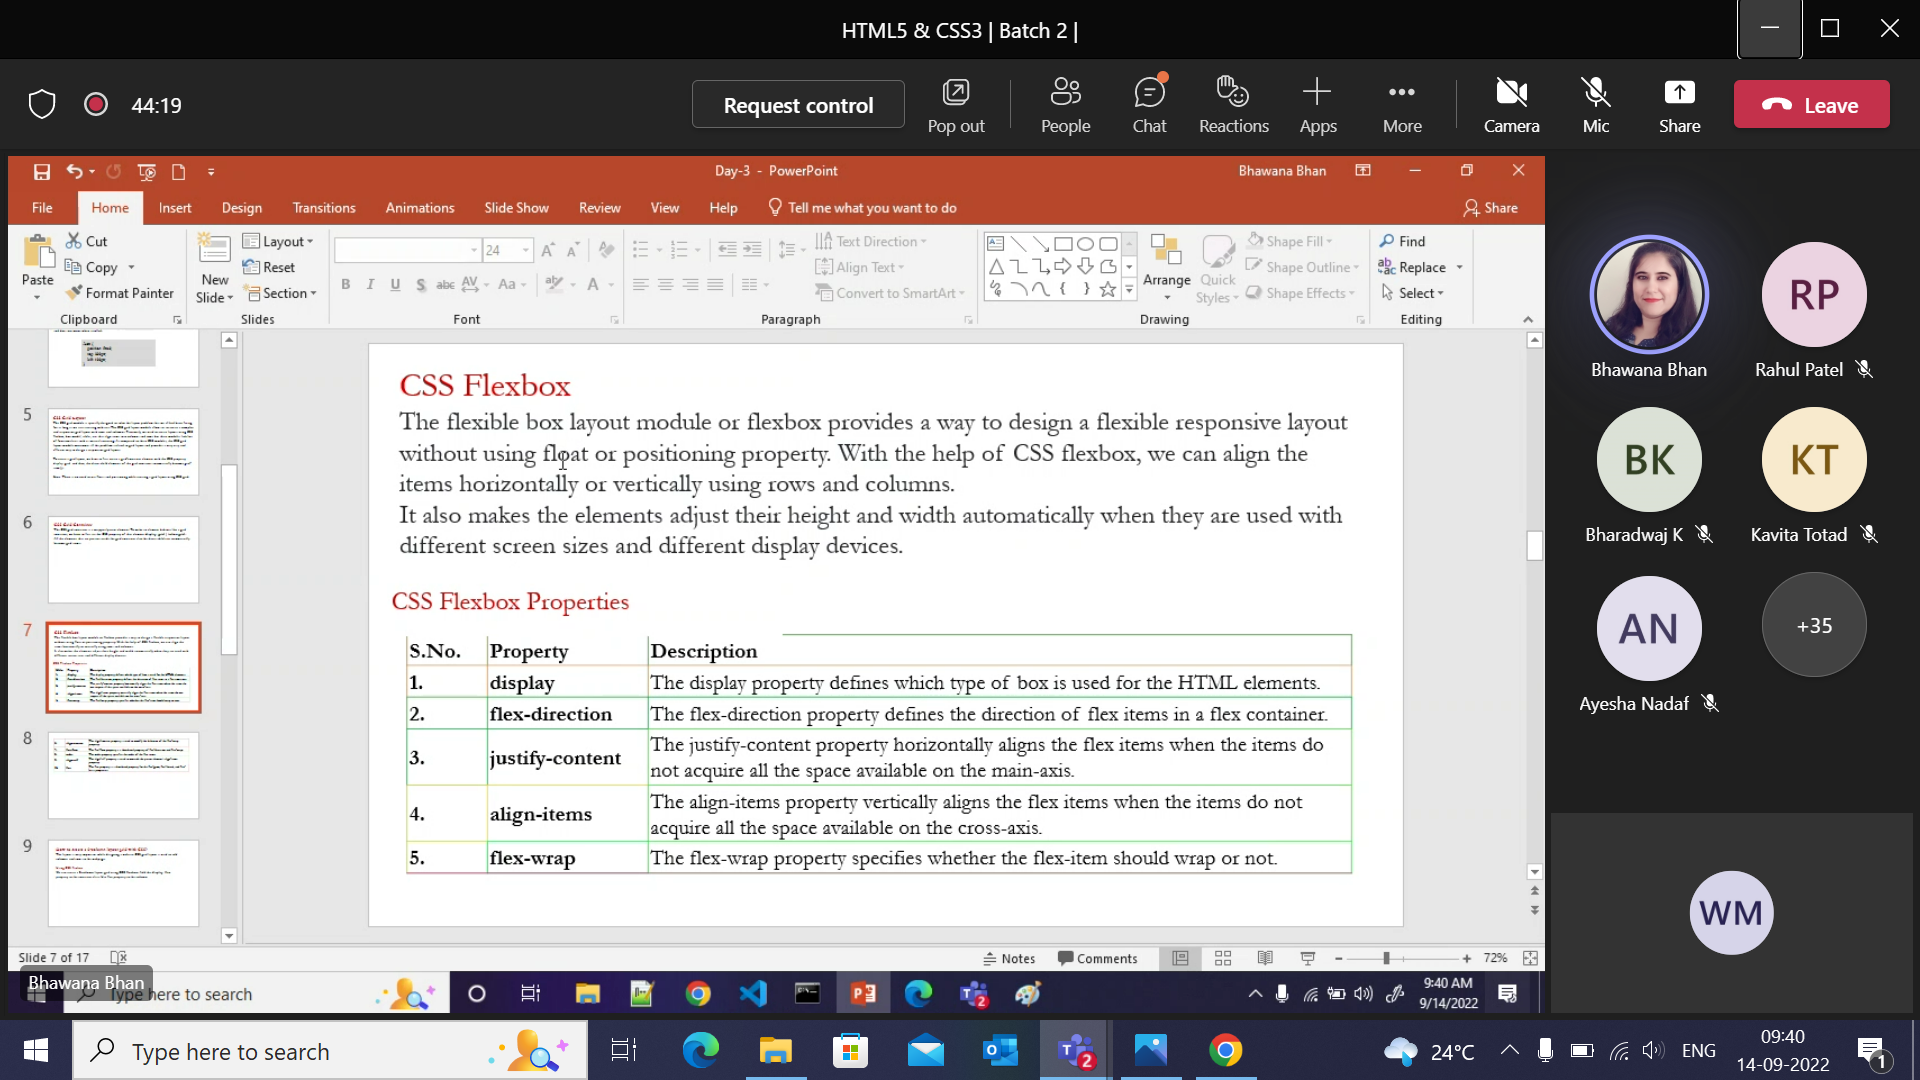 HTML5 & CSS3 | Batch 2 |
44:19
Request control
Pop out
People
Chat
Reactions
Apps
More
Camera
Mic
Share
Leave
Day-3 - PowerPoint
Bhawana Bhan
File
Home
Insert
Design
Transitions
Animations
Slide Show
Review
View
Help
Tell me what you want to do
Share
Paste
Cut
Copy
Format Painter
Clipboard
New
Slide
Layout
Reset
Section
Slides
24
Font
Text Direction
Align Text
Convert to SmartArt
Paragraph
Arrange
Quick
Styles
Shape Fill
Shape Outline
Shape Effects
Drawing
Find
Replace
Select
Editing
5
6
7
8
9
CSS Flexbox
The flexible box layout module or flexbox provides a way to design a flexible responsive layout
without using float or positioning property. With the help of CSS flexbox, we can align the
items horizontally or vertically using rows and columns.
It also makes the elements adjust their height and width automatically when they are used with
different screen sizes and different display devices.
CSS Flexbox Properties
S.No. Property Description
1. display The display property defines which type of box is used for the HTML elements.
2. flex-direction The flex-direction property defines the direction of flex items in a flex container.
3. justify-content The justify-content property horizontally aligns the flex items when the items do
not acquire all the space available on the main-axis.
4. align-items The align-items property vertically aligns the flex items when the items do not
acquire all the space available on the cross-axis.
5. flex-wrap The flex-wrap property specifies whether the flex-item should wrap or not.
Slide 7 of 17
Notes
Comments
72%
Bhawana Bhan
Type here to search
2
9:40 AM
9/14/2022
Bhawana Bhan
RP
Rahul Patel
BK
Bharadwaj K
KT
Kavita Totad
AN
Ayesha Nadaf
+35
WM
Type here to search
2
24°C
ENG
09:40
14-09-2022
1